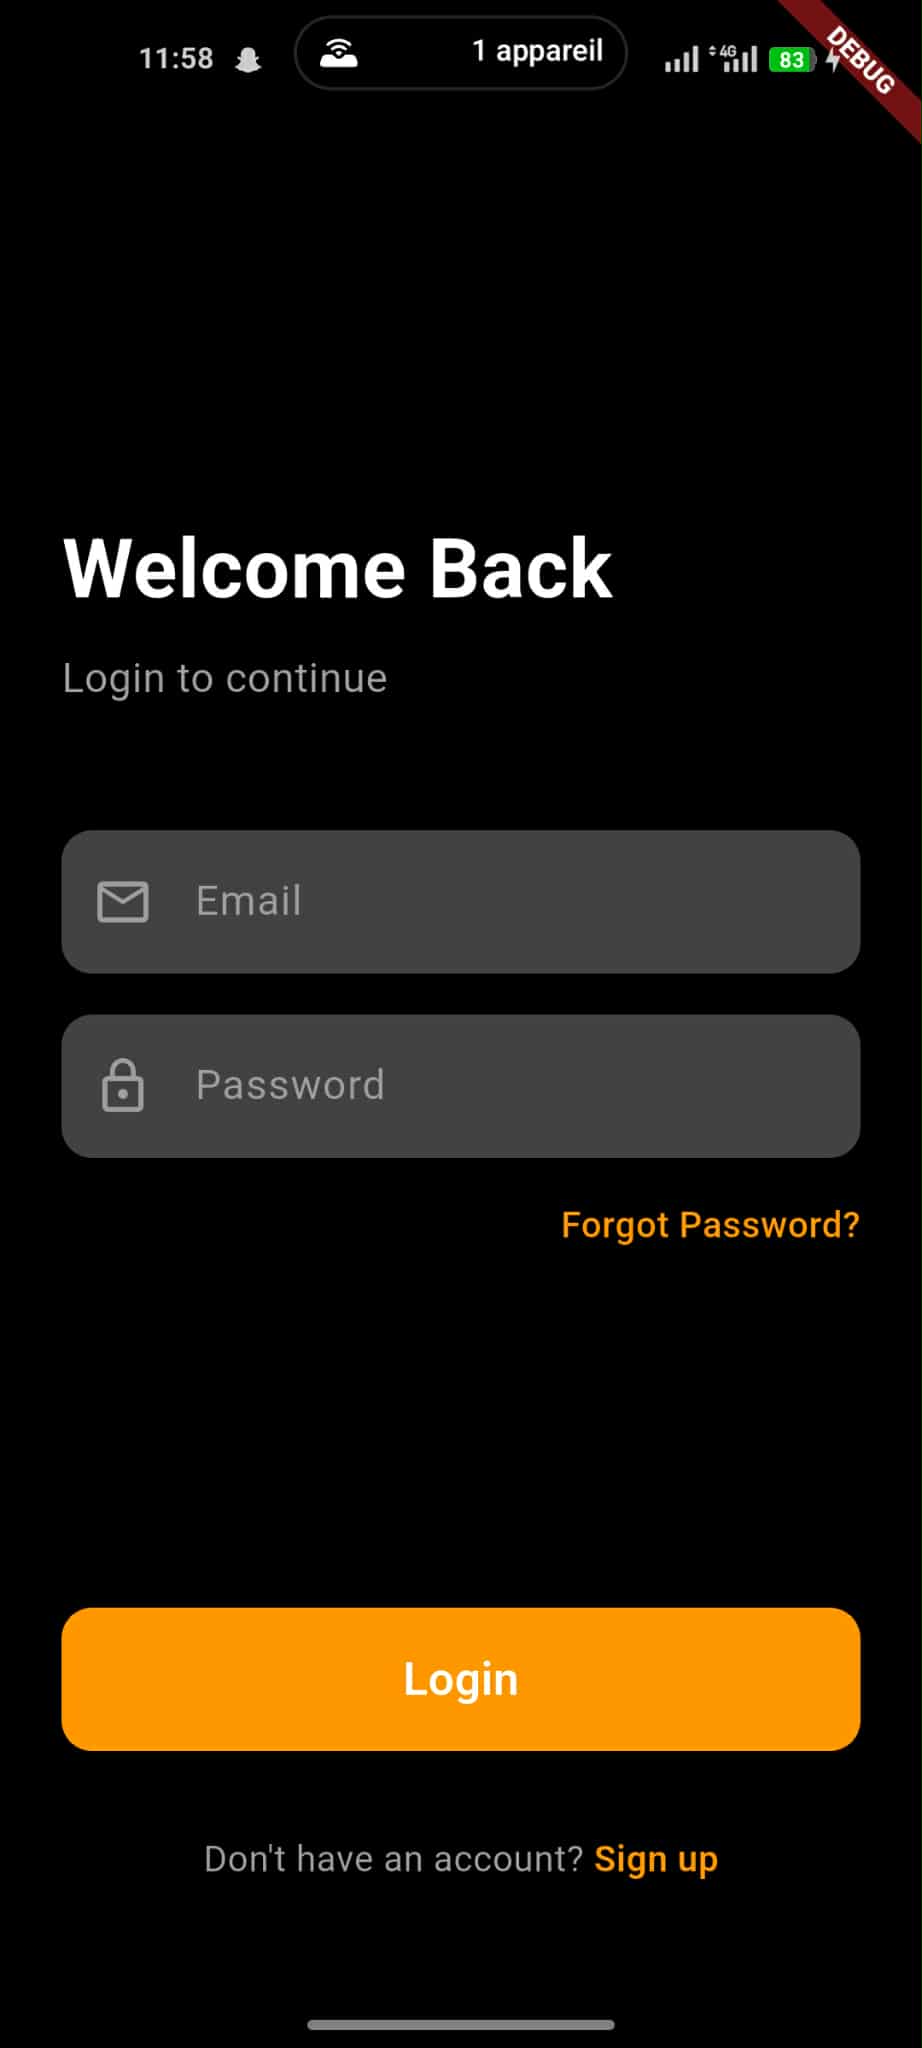 11:58 1 appareil 4G 83
DEBUG
Welcome Back
Login to continue
Email
Password
Forgot Password?
Login
Don't have an account? Sign up